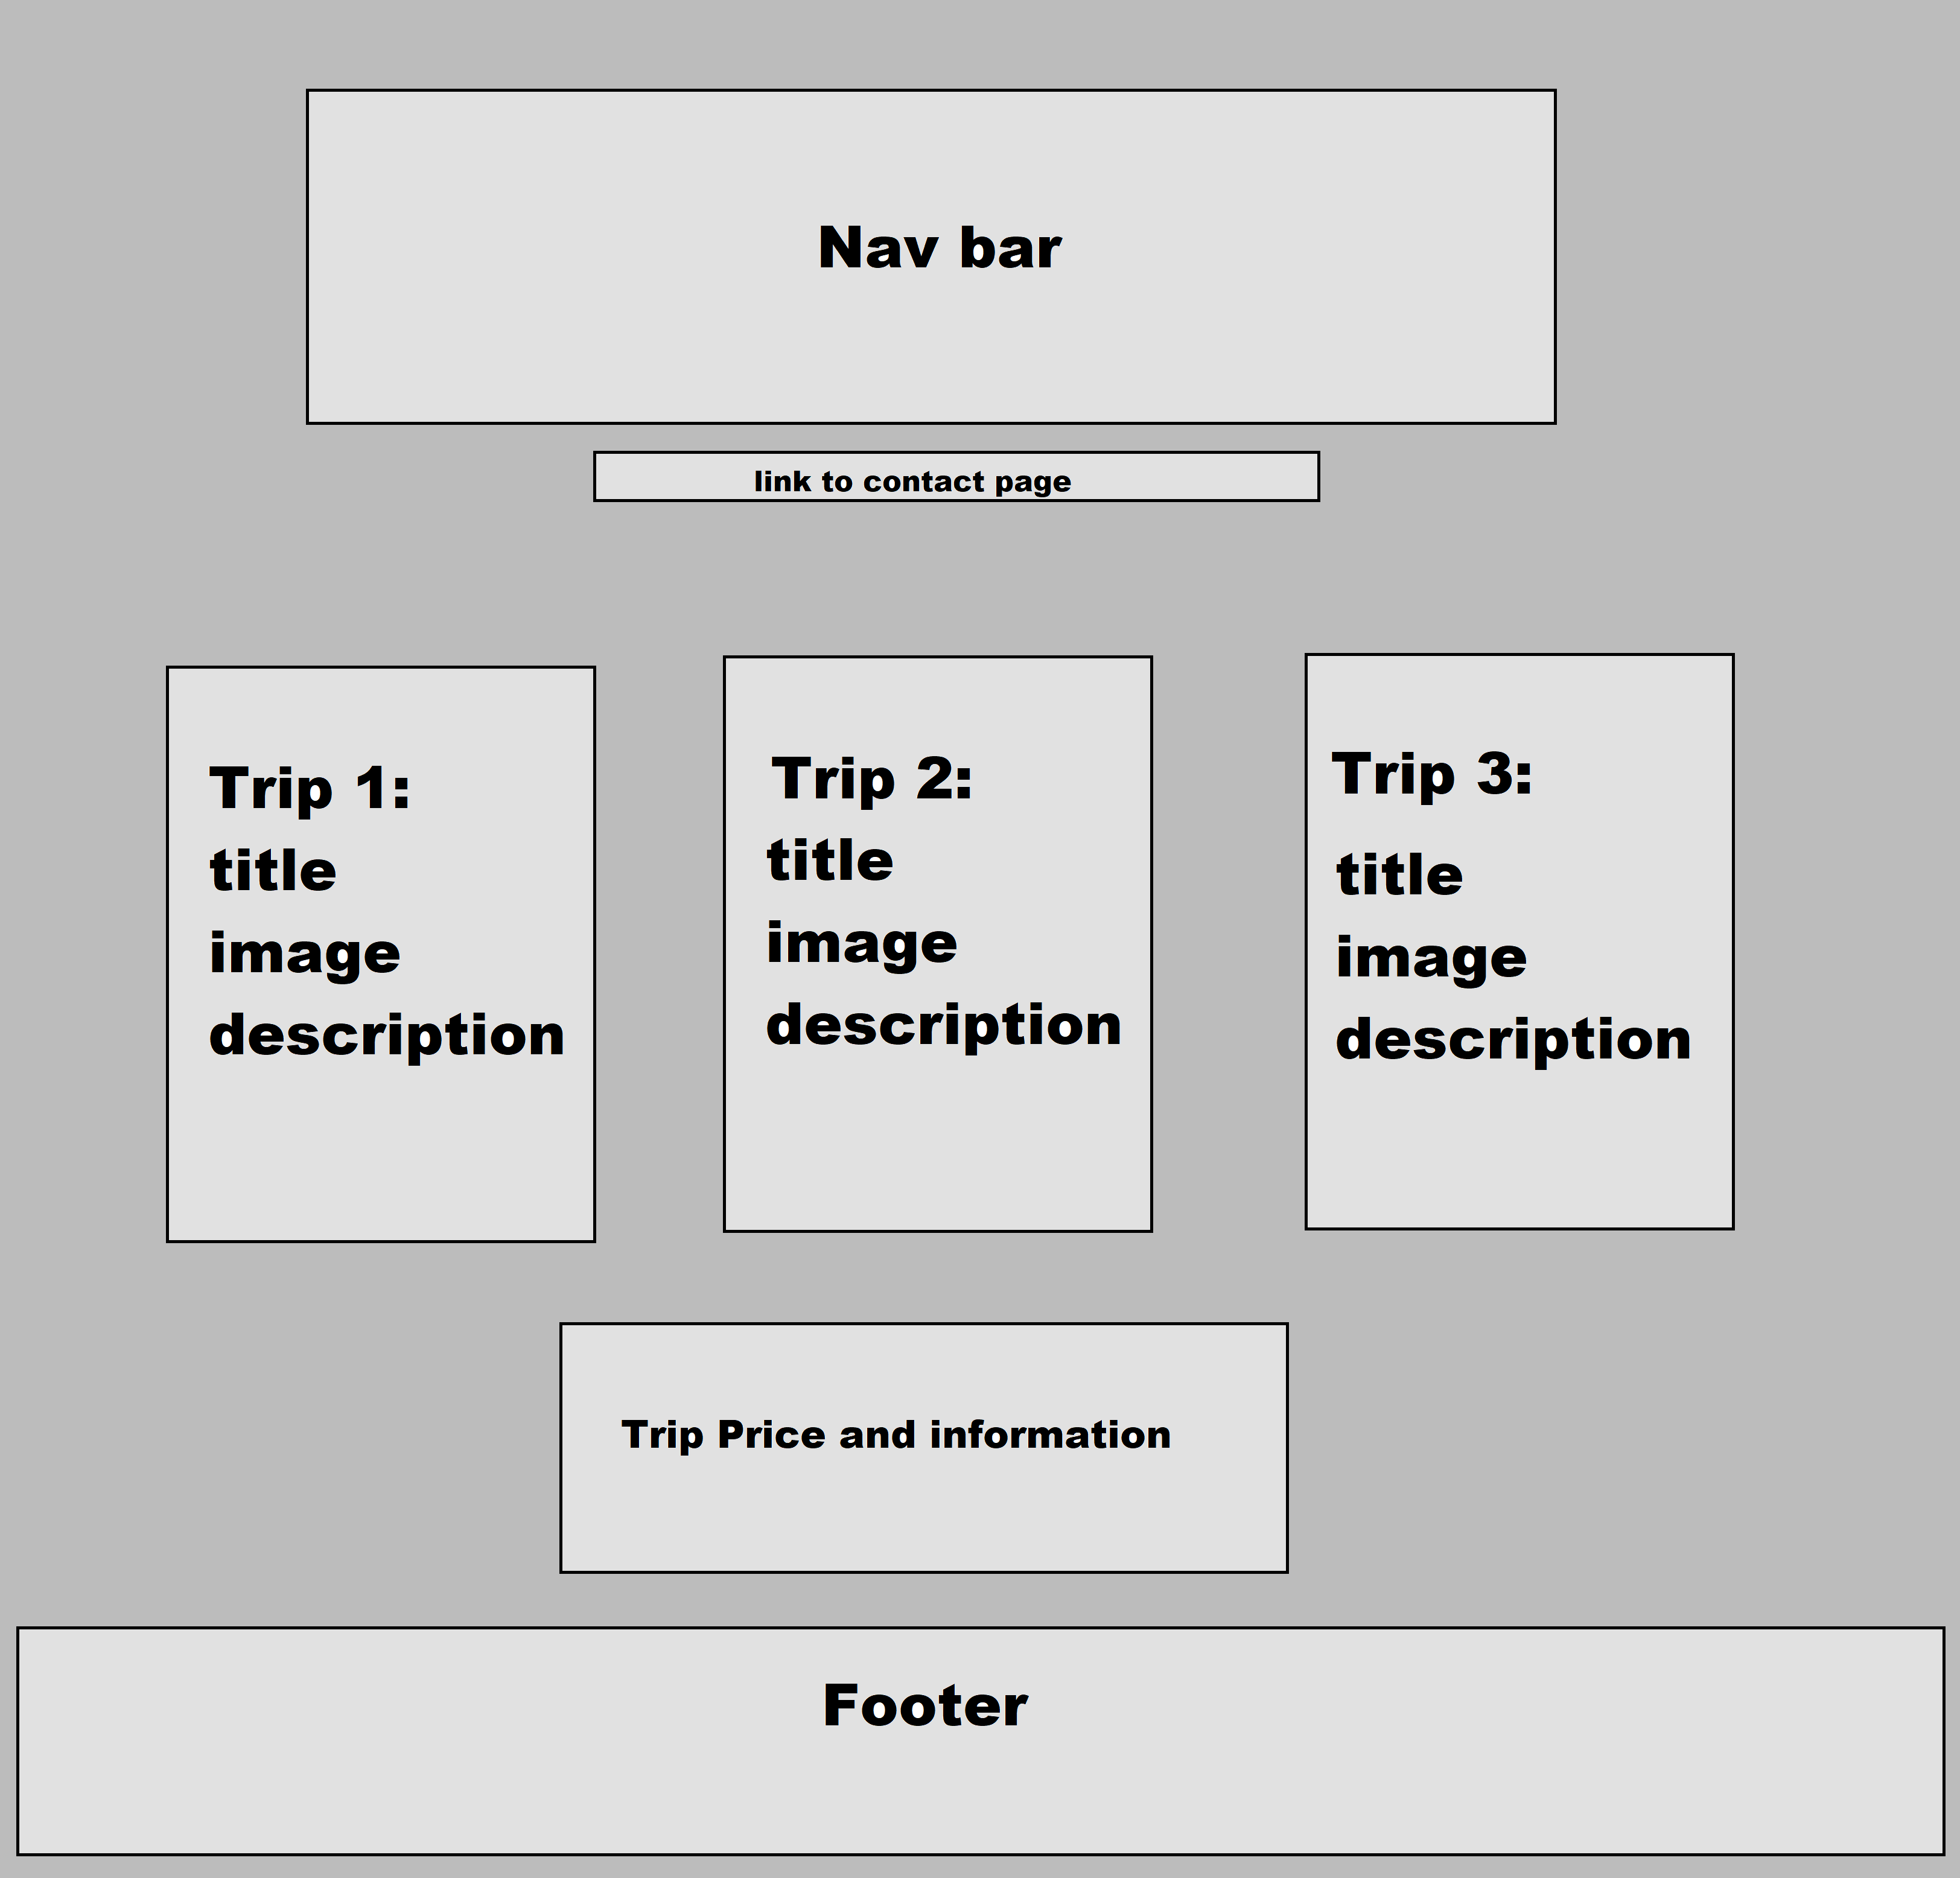 Nav bar
link to contact page
Trip 1:
title
image
description
Trip 2:
title
image
description
Trip 3:
title
image
description
Trip Price and information
Footer